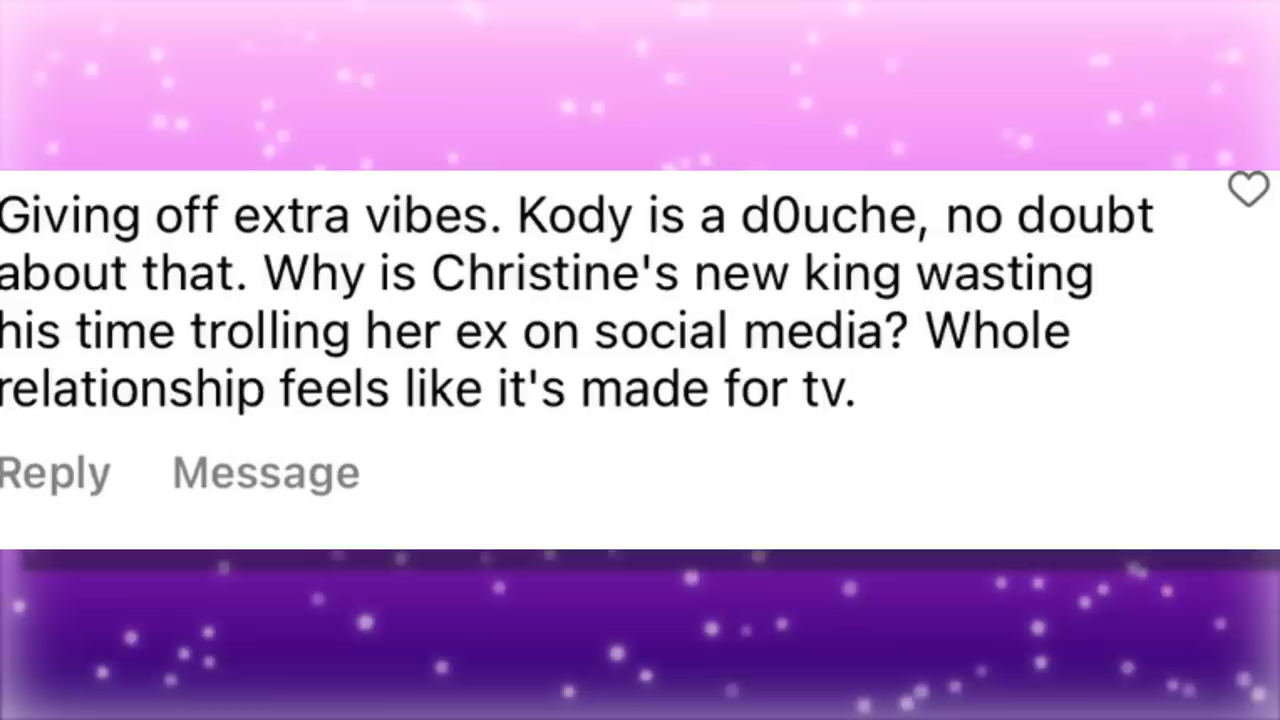 Giving off extra vibes. Kody is a d0uche, no doubt
about that. Why is Christine's new king wasting
his time trolling her ex on social media? Whole
relationship feels like it's made for tv.
Reply Message